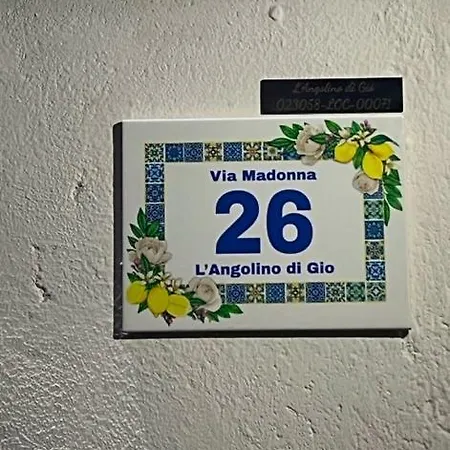 L'Angolino di Gio
023058-LOC-00071
Via Madonna
26
L'Angolino di Gio